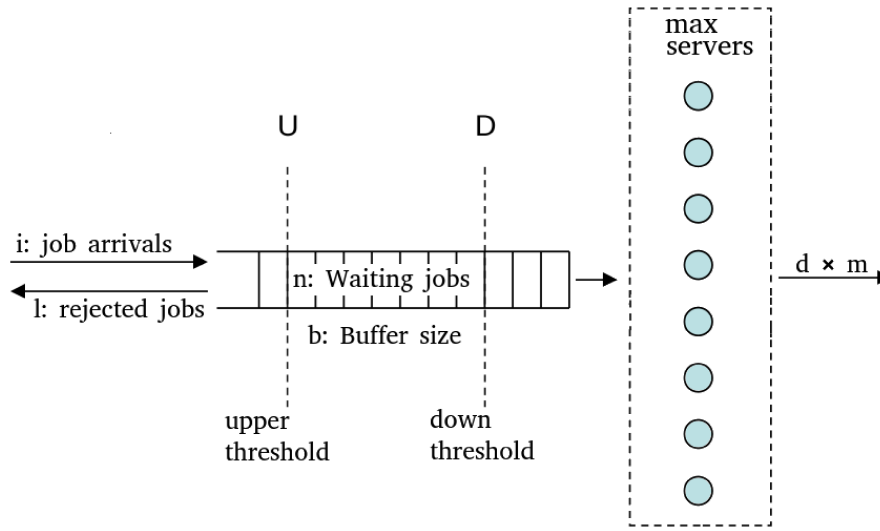 max
servers
U
D
i: job arrivals
l: rejected jobs
n: Waiting jobs
b: Buffer size
d × m
upper
threshold
down
threshold